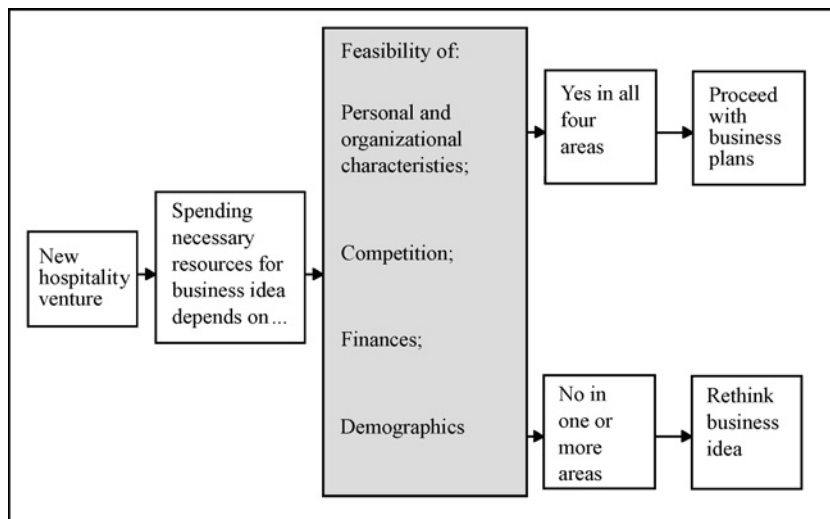 New
hospitality
venture
Spending
necessary
resources for
business idea
depends on ...
Feasibility of:
Personal and
organizational
characteristies;
Competition;
Finances;
Demographics
Yes in all
four
areas
Proceed
with
business
plans
No in
one or
more
areas
Rethink
business
idea